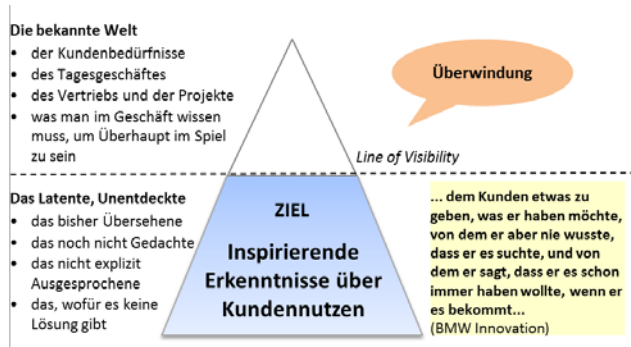 Die bekannte Welt
• der Kundenbedürfnisse
• des Tagesgeschäftes
• des Vertriebs und der Projekte
• was man im Geschäft wissen
muss, um Überhaupt im Spiel
zu sein
Überwindung
Line of Visibility
Das Latente, Unentdeckte
• das bisher Übersehene
• das noch nicht Gedachte
• das nicht explizit
Ausgesprochene
• das, wofür es keine
Lösung gibt
ZIEL
Inspirierende
Erkenntnisse über
Kundennutzen
... dem Kunden etwas zu
geben, was er haben möchte,
von dem er aber nie wusste,
dass er es suchte, und von
dem er sagt, dass er es schon
immer haben wollte, wenn er
es bekommt...
(BMW Innovation)